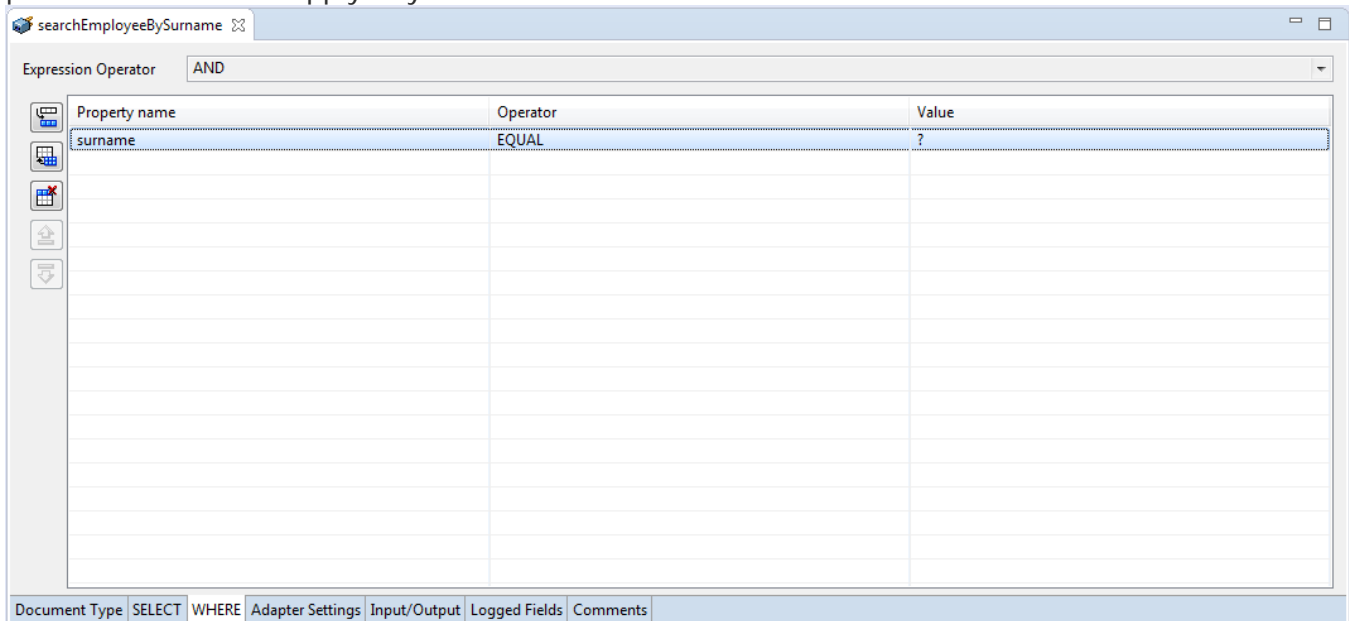 searchEmployeeBySurname
Expression Operator AND
Property name Operator Value
surname EQUAL ?
Document Type SELECT WHERE Adapter Settings Input/Output Logged Fields Comments